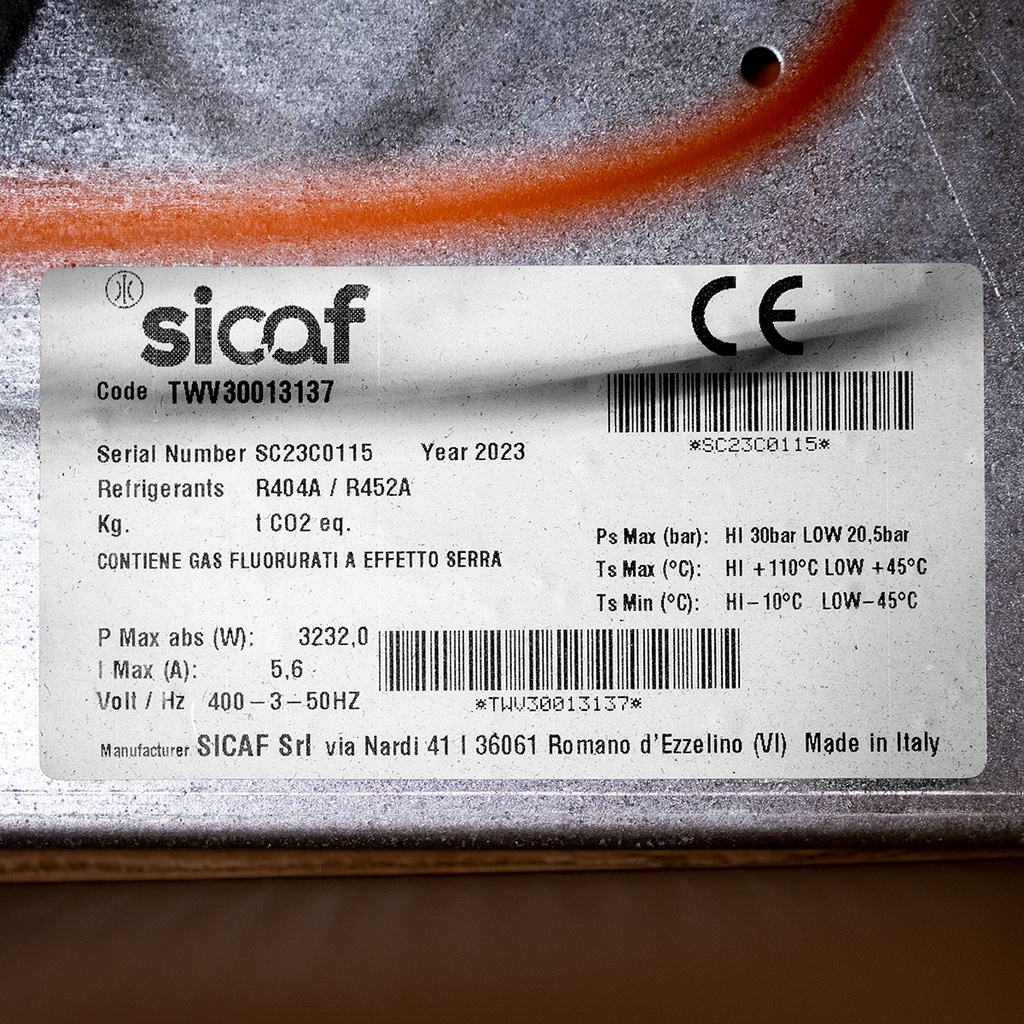 sicaf
CE
Code TWV30013137
*SC23C0115*
Serial Number SC23C0115 Year 2023
Refrigerants R404A / R452A
Kg. t CO2 eq.
CONTIENE GAS FLUORURATI A EFFETTO SERRA
Ps Max (bar): HI 30bar LOW 20,5bar
Ts Max (°C): HI +110°C LOW +45°C
Ts Min (°C): HI-10°C LOW-45°C
P Max abs (W): 3232,0
I Max (A): 5,6
Volt / Hz 400-3-50HZ
*TWV30013137*
Manufacturer SICAF Srl via Nardi 41 I 36061 Romano d'Ezzelino (VI) Made in Italy